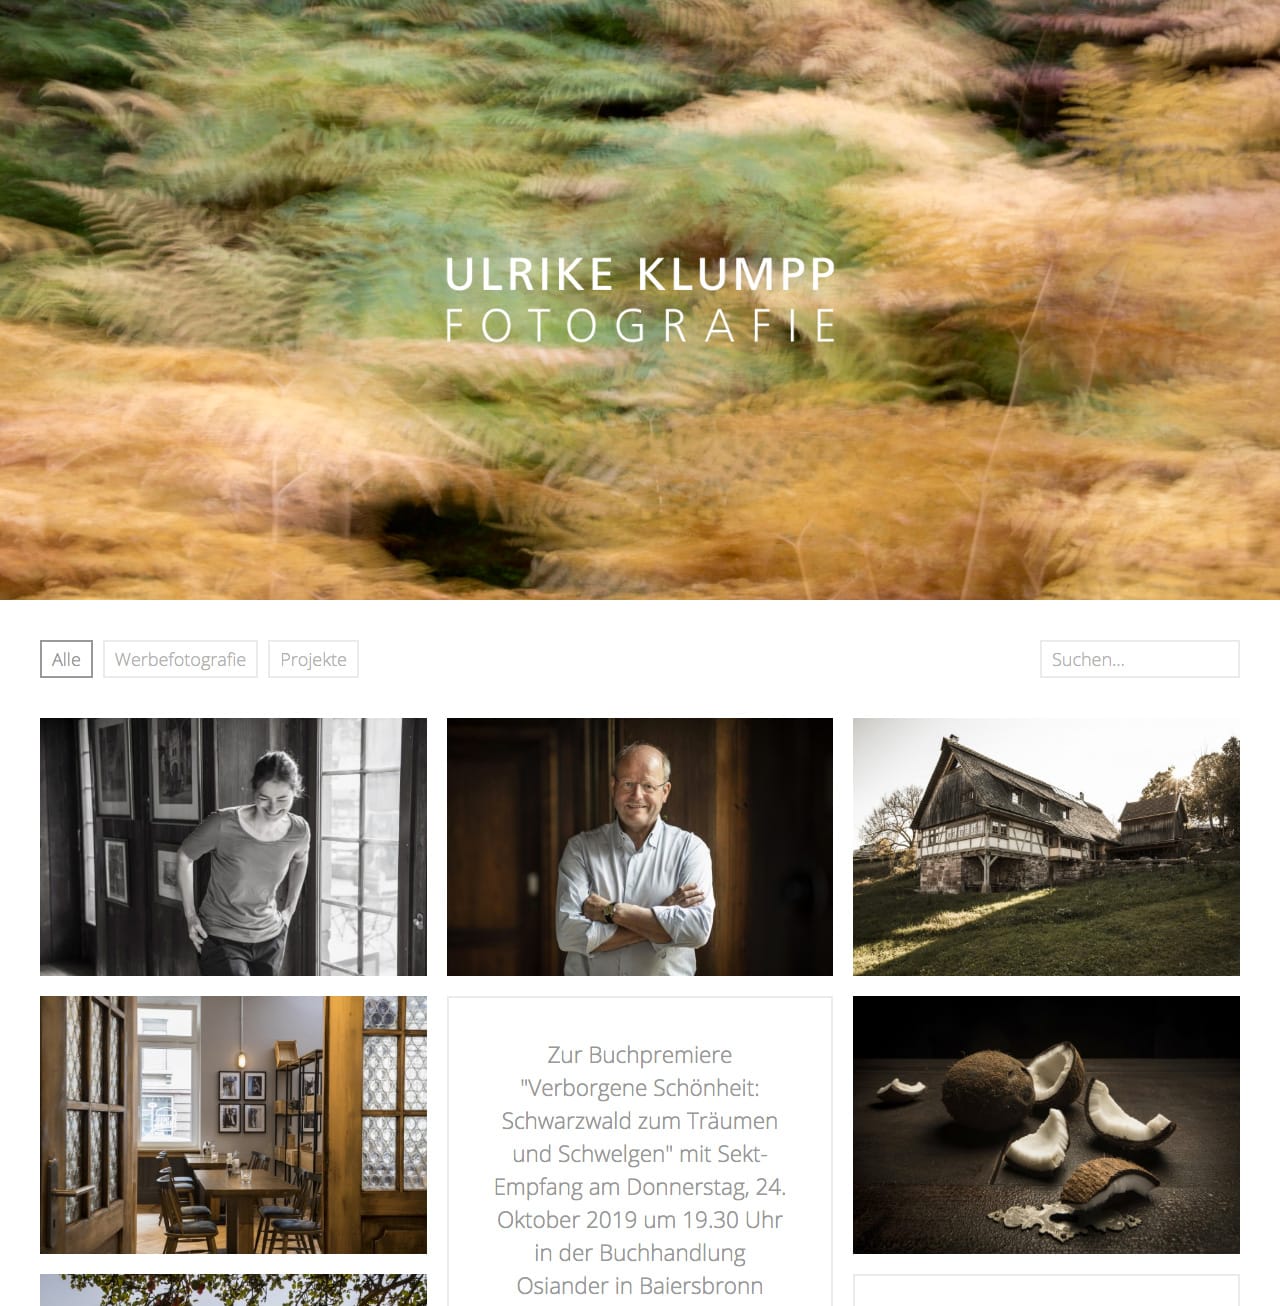 ULRIKE KLUMPP
FOTOGRAFIE
Alle
Werbefotografie
Projekte
Suchen...
Zur Buchpremiere
"Verborgene Schönheit:
Schwarzwald zum Träumen
und Schwelgen" mit Sekt-
Empfang am Donnerstag, 24.
Oktober 2019 um 19.30 Uhr
in der Buchhandlung
Osiander in Baiersbronn